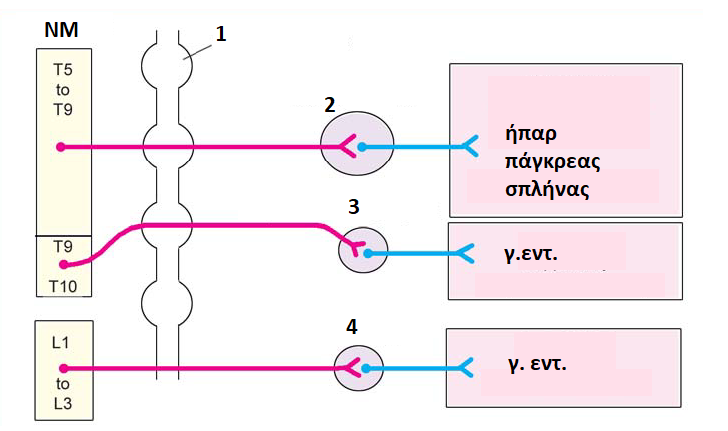 NM
1
T5
to
T9
2
ήπαρ
πάγκρεας
σπλήνας
3
T9
T10
γ.εντ.
4
L1
to
L3
γ. εντ.